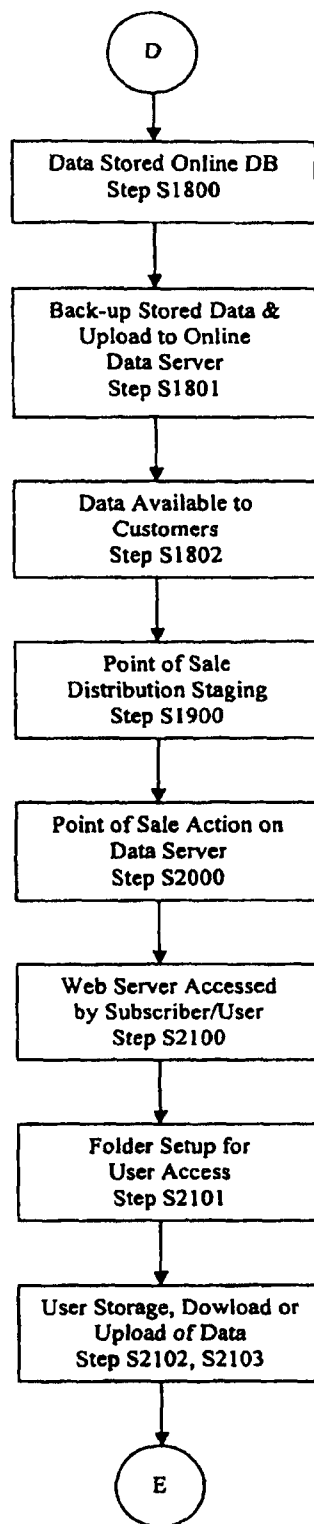 D
Data Stored Online DB
Step S1800
Back-up Stored Data &
Upload to Online
Data Server
Step S1801
Data Available to
Customers
Step S1802
Point of Sale
Distribution Staging
Step S1900
Point of Sale Action on
Data Server
Step S2000
Web Server Accessed
by Subscriber/User
Step S2100
Folder Setup for
User Access
Step S2101
User Storage, Dowload or
Upload of Data
Step S2102, S2103
E